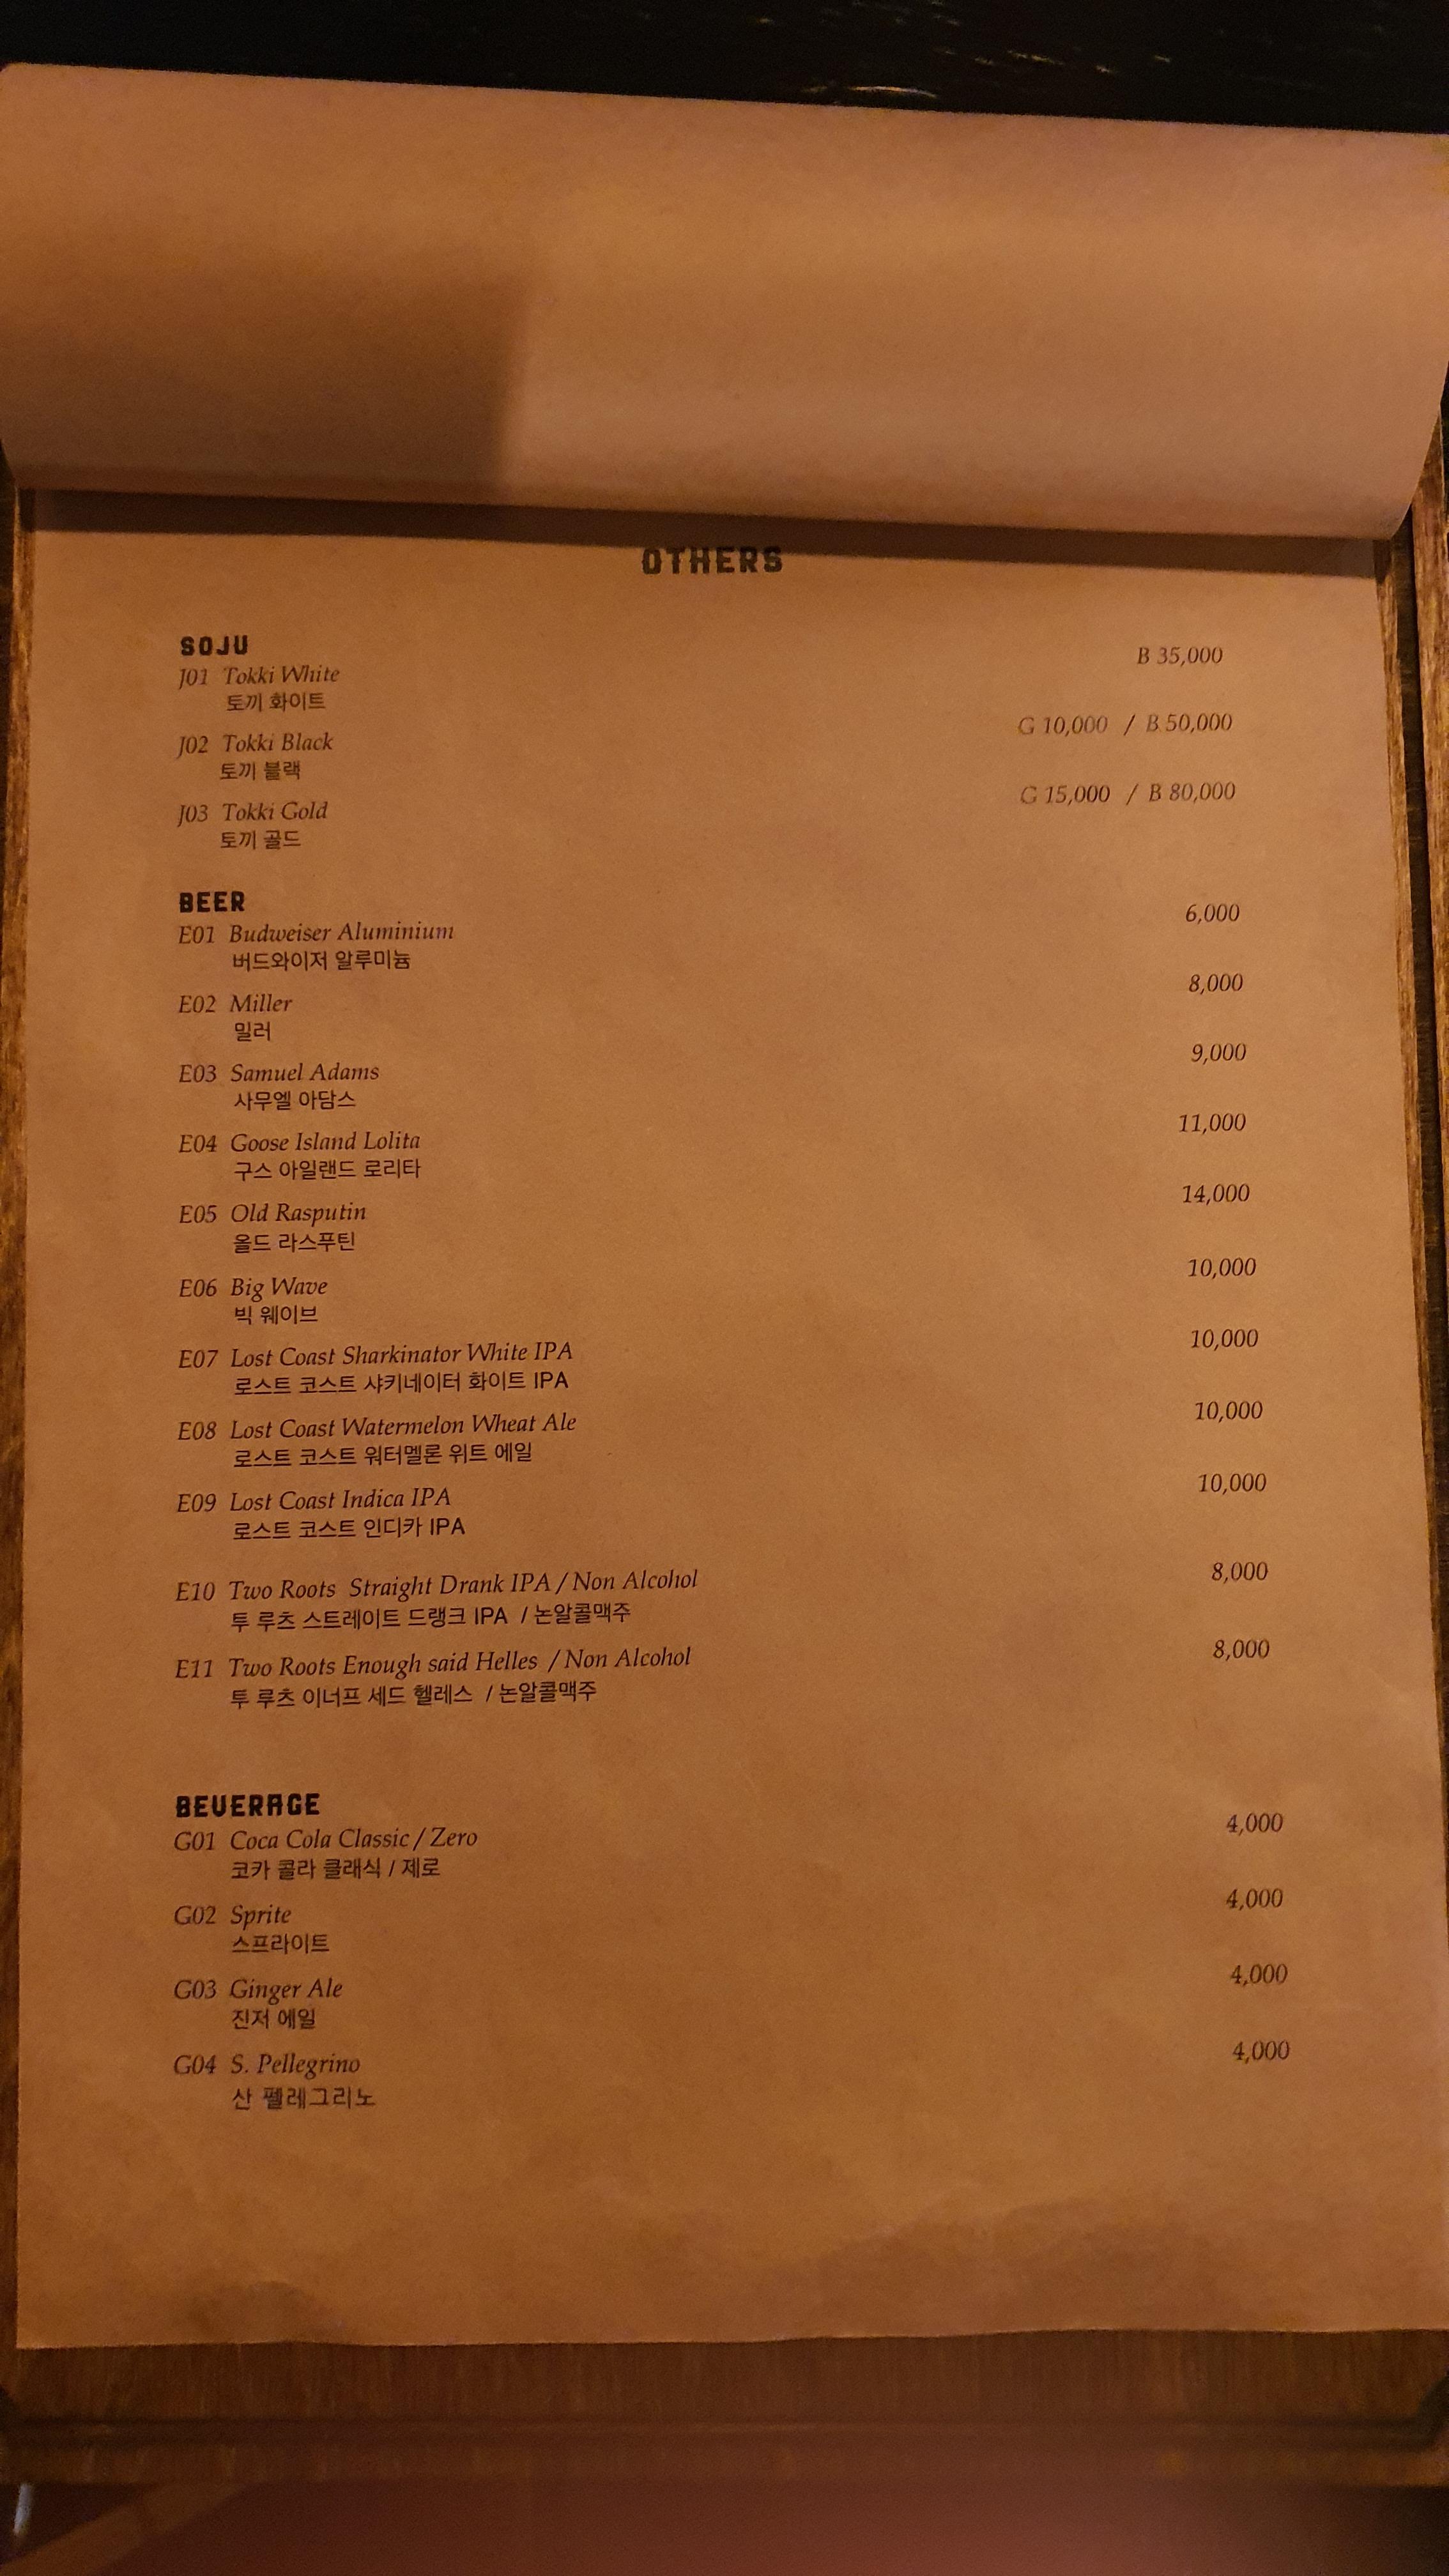 OTHERS
SOJU
J01 Tokki White B 35,000
토끼 화이트
J02 Tokki Black G 10,000 / B 50,000
토끼 블랙
J03 Tokki Gold G 15,000 / B 80,000
토끼 골드
BEER
E01 Budweiser Aluminium 6,000
버드와이저 알루미늄
E02 Miller 8,000
밀러
E03 Samuel Adams 9,000
사무엘 아담스
E04 Goose Island Lolita 11,000
구스 아일랜드 로리타
E05 Old Rasputin 14,000
올드 라스푸틴
E06 Big Wave 10,000
빅 웨이브
E07 Lost Coast Sharkinator White IPA 10,000
로스트 코스트 샤키네이터 화이트 IPA
E08 Lost Coast Watermelon Wheat Ale 10,000
로스트 코스트 워터멜론 위트 에일
E09 Lost Coast Indica IPA 10,000
로스트 코스트 인디카 IPA
E10 Two Roots Straight Drank IPA / Non Alcohol 8,000
투 루츠 스트레이트 드랭크 IPA / 논알콜맥주
E11 Two Roots Enough said Helles / Non Alcohol 8,000
투 루츠 이너프 세드 헬레스 / 논알콜맥주
BEVERAGE
G01 Coca Cola Classic / Zero 4,000
코카 콜라 클래식 / 제로
G02 Sprite 4,000
스프라이트
G03 Ginger Ale 4,000
진저 에일
G04 S. Pellegrino 4,000
산 펠레그리노